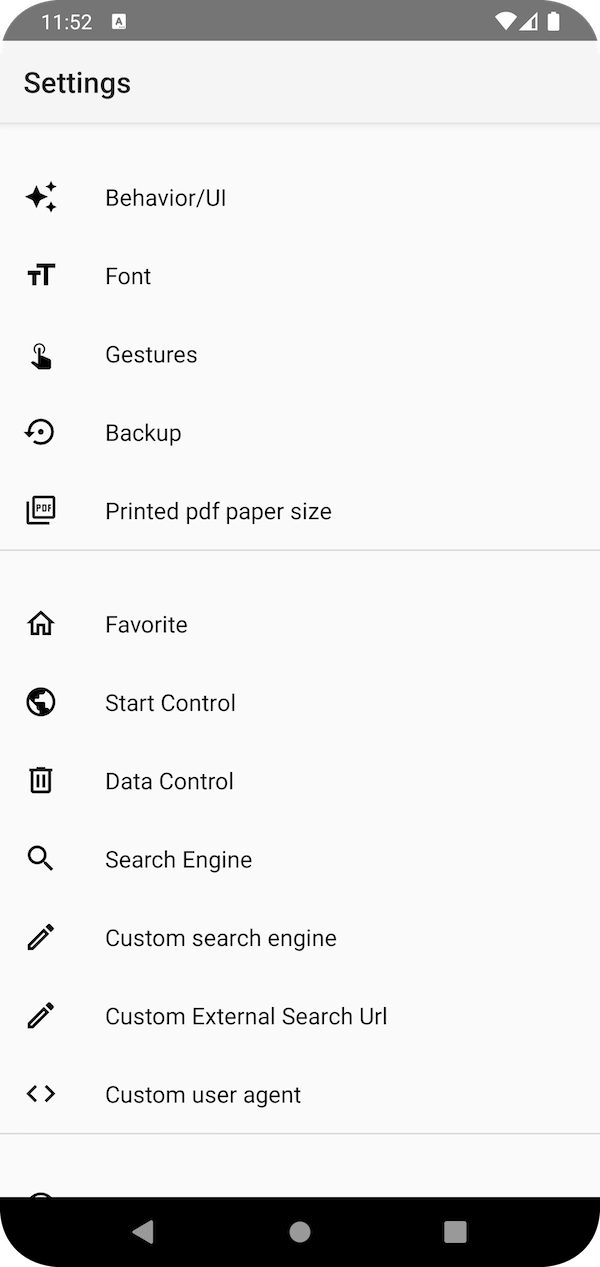 11:52 A
Settings
Behavior/UI
Font
Gestures
Backup
PDF Printed pdf paper size
Favorite
Start Control
Data Control
Search Engine
Custom search engine
Custom External Search Url
Custom user agent